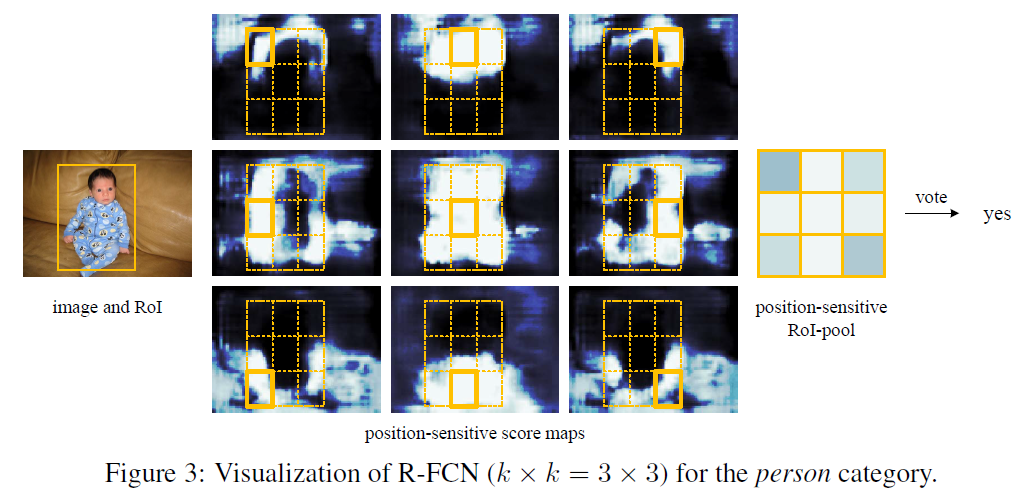 image and RoI
position-sensitive score maps
position-sensitive
RoI-pool
vote
yes
Figure 3: Visualization of R-FCN (k × k = 3 × 3) for the person category.